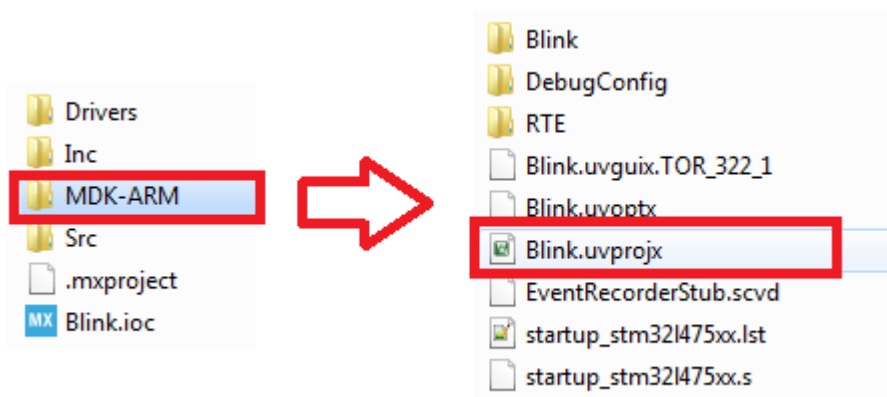 Drivers
Inc
MDK-ARM
Src
.mxproject
MX Blink.ioc
Blink
DebugConfig
RTE
Blink.uvguix.TOR_322_1
Blink.uvoptx
Blink.uvprojx
EventRecorderStub.scvd
startup_stm32l475xx.lst
startup_stm32l475xx.s